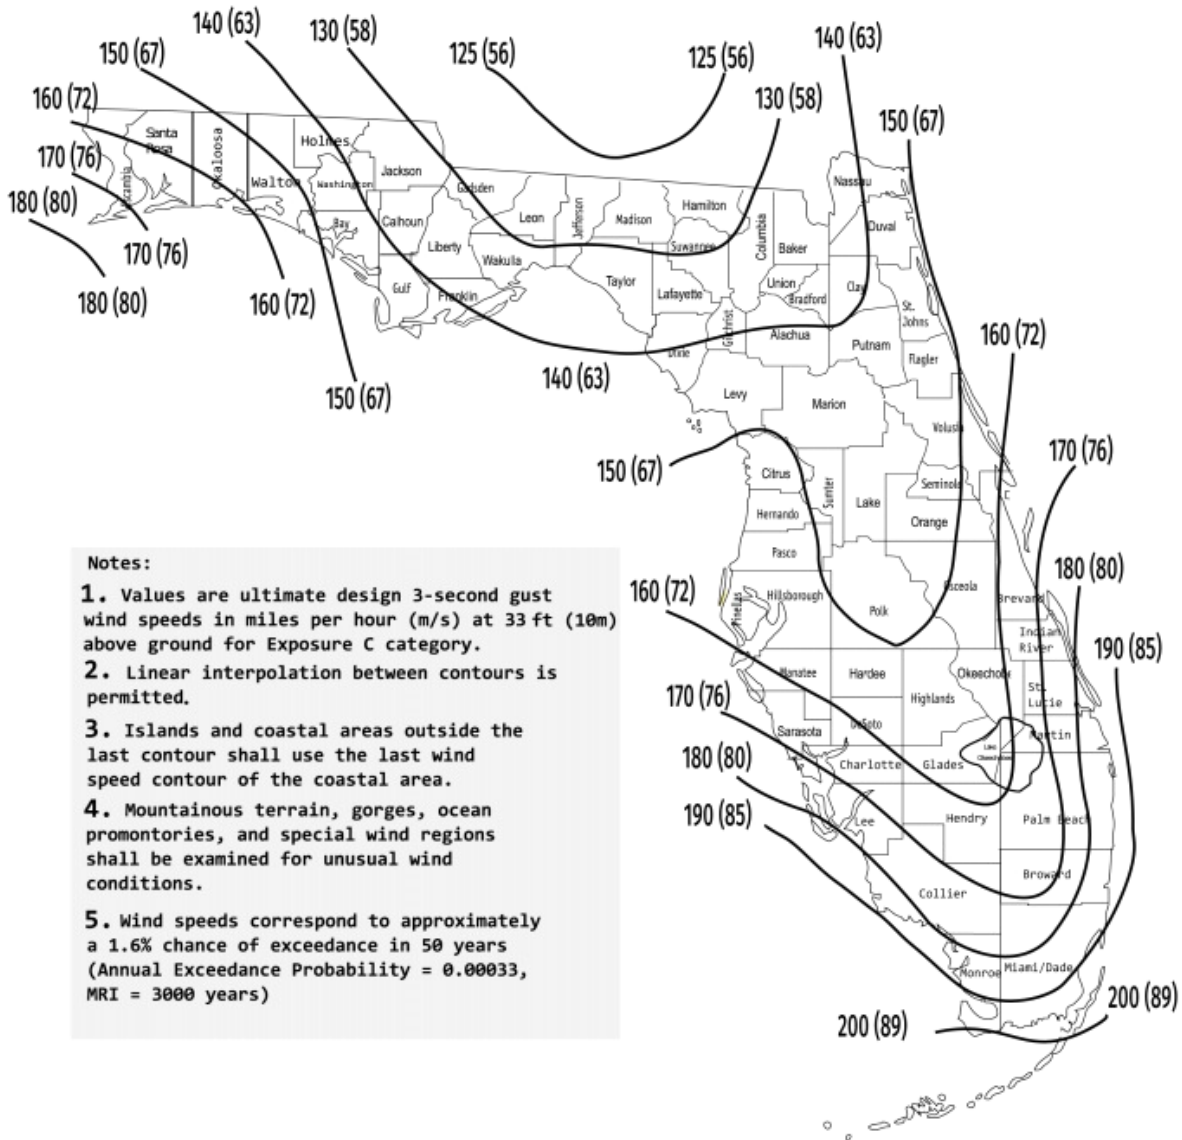 140 (63)
130 (58)
125 (56)
125 (56)
140 (63)
150 (67)
160 (72)
130 (58)
150 (67)
170 (76)
180 (80)
170 (76)
180 (80)
160 (72)
150 (67)
140 (63)
150 (67)
160 (72)
170 (76)
180 (80)
190 (85)
160 (72)
170 (76)
180 (80)
190 (85)
200 (89)
200 (89)
Santa
Rosa
Okaloosa
Walton
Holmes
Washington
Jackson
Bay
Calhoun
Gulf
Liberty
Gadsden
Franklin
Leon
Wakulla
Jefferson
Madison
Taylor
Hamilton
Suwannee
Lafayette
Dixie
Columbia
Gilchrist
Baker
Union
Bradford
Alachua
Nassau
Duval
Clay
St.
Johns
Putnam
Flagler
Levy
Marion
Volusia
Citrus
Sumter
Lake
Seminole
Orange
Hernando
Pasco
Pinellas
Hillsborough
Polk
Osceola
Brevard
Indian
River
Manatee
Hardee
Highlands
Okeechobe
St.
Lucie
Sarasota
DeSoto
Martin
Charlotte
Glades
Lee
Hendry
Palm Beach
Collier
Broward
Monroe
Miami/Dade
Notes:
1. Values are ultimate design 3-second gust
wind speeds in miles per hour (m/s) at 33 ft (10m)
above ground for Exposure C category.
2. Linear interpolation between contours is
permitted.
3. Islands and coastal areas outside the
last contour shall use the last wind
speed contour of the coastal area.
4. Mountainous terrain, gorges, ocean
promontories, and special wind regions
shall be examined for unusual wind
conditions.
5. Wind speeds correspond to approximately
a 1.6% chance of exceedance in 50 years
(Annual Exceedance Probability = 0.00033,
MRI = 3000 years)